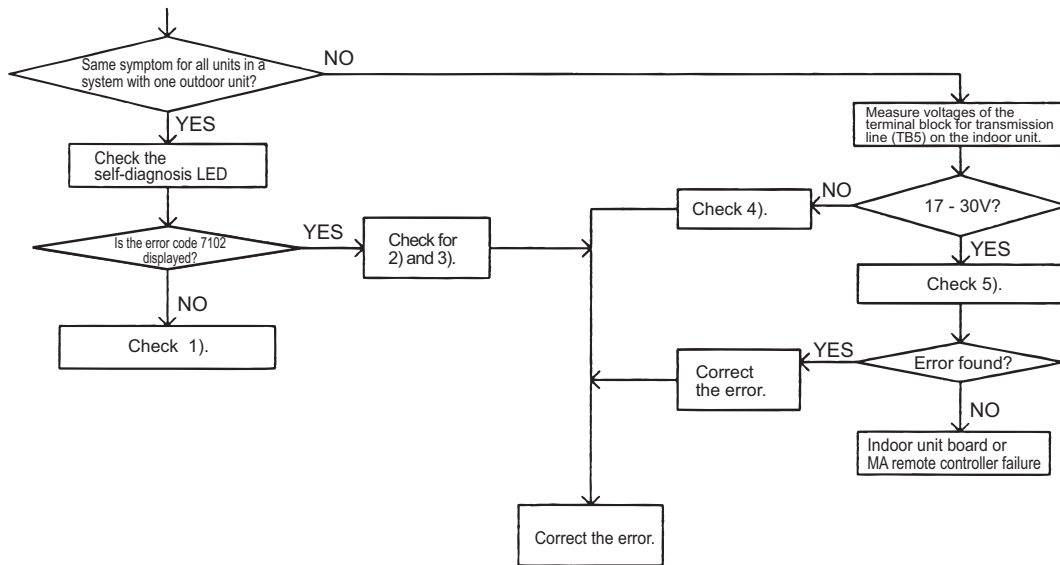 Same symptom for all units in a
system with one outdoor unit?
NO
YES
Check the
self-diagnosis LED
Is the error code 7102
displayed?
YES
Check for
2) and 3).
NO
Check 1).
Measure voltages of the
terminal block for transmission
line (TB5) on the indoor unit.
17 - 30V?
NO
Check 4).
YES
Check 5).
Error found?
YES
Correct
the error.
NO
Indoor unit board or
MA remote controller failure
Correct the error.